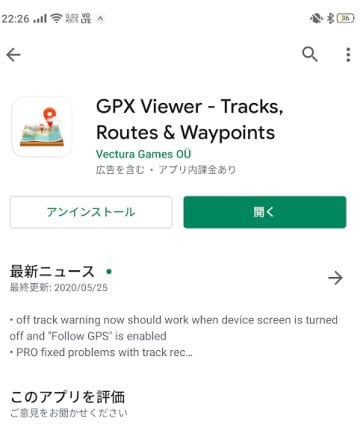 22:26
36
GPX Viewer - Tracks,
Routes & Waypoints
Vectura Games OÜ
広告を含む・アプリ内課金あり
アンインストール
開く
最新ニュース •
最終更新: 2020/05/25
• off track warning now should work when device screen is turned
off and "Follow GPS" is enabled
• PRO fixed problems with track rec...
このアプリを評価
ご意見をお聞かせください